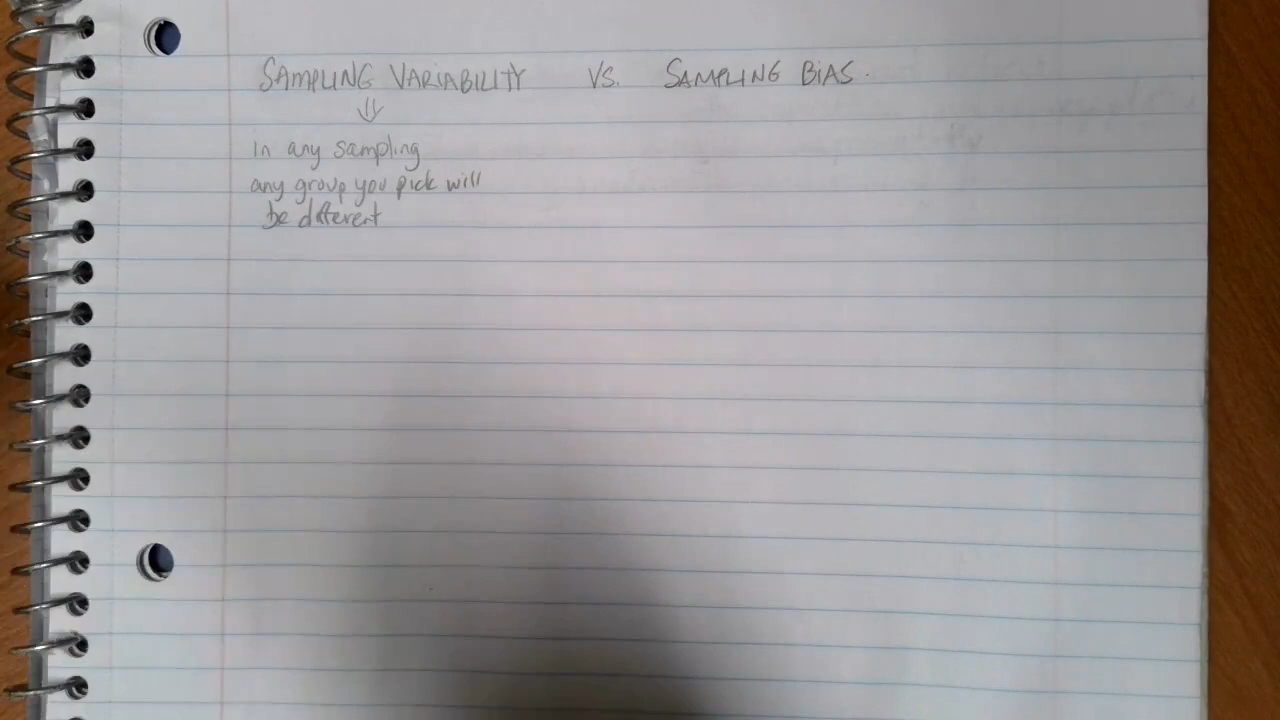 SAMPLING VARIABILITY VS. SAMPLING BIAS.
in any sampling
any group you pick will
be different